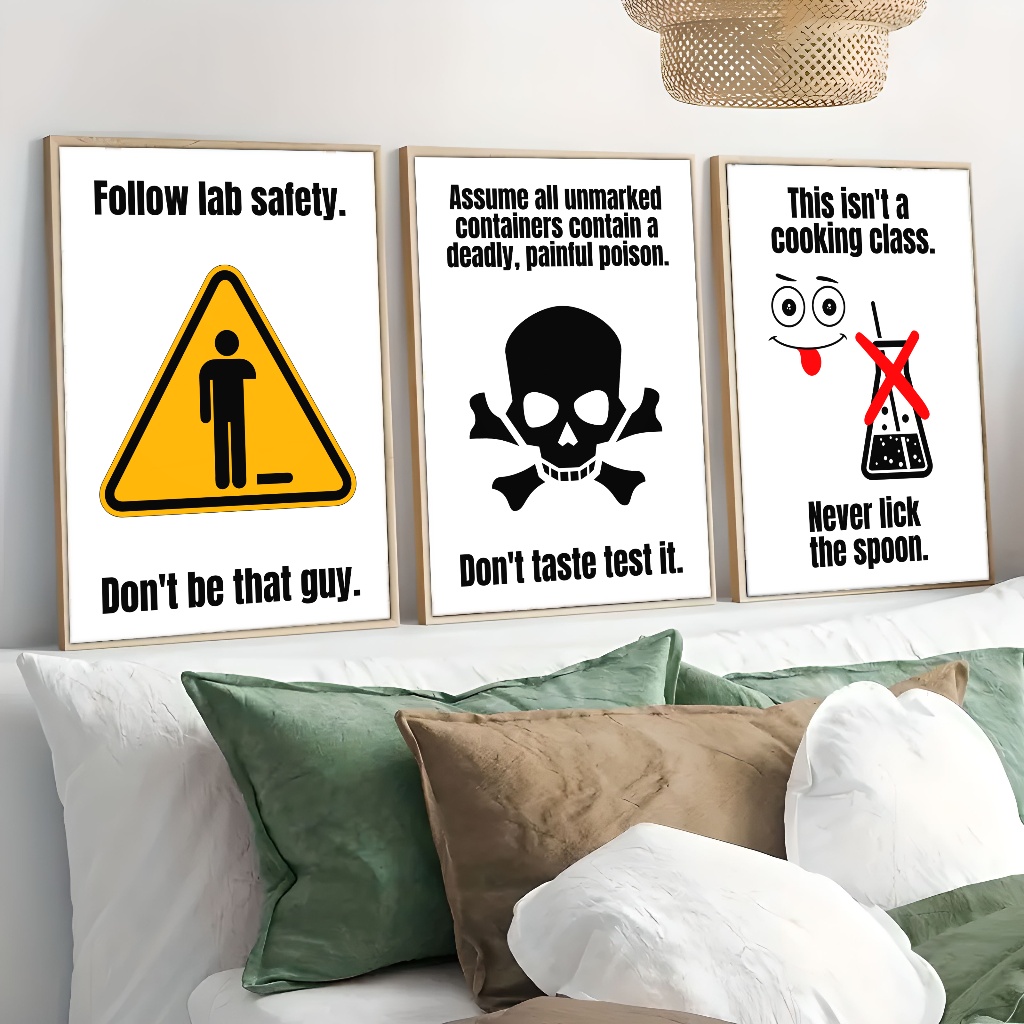 Follow lab safety.
Don't be that guy.
Assume all unmarked
containers contain a
deadly, painful poison.
Don't taste test it.
This isn't a
cooking class.
Never lick
the spoon.